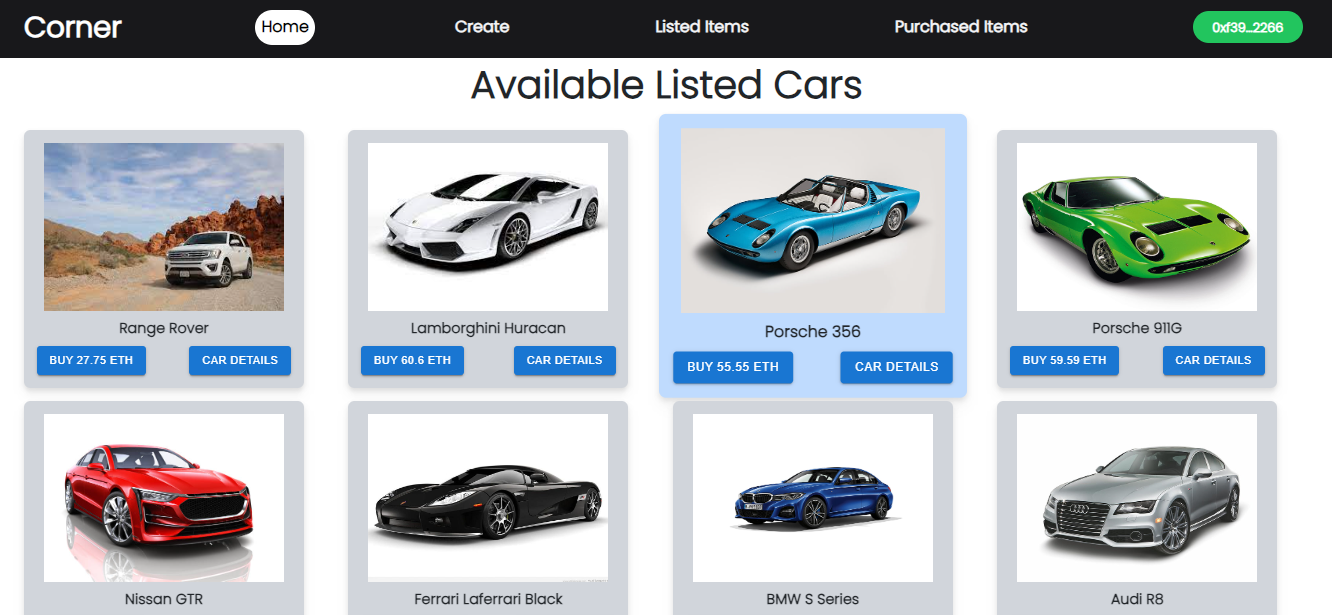 Corner
Home
Create
Listed Items
Purchased Items
0xf39...2266
Available Listed Cars
Range Rover
BUY 27.75 ETH
CAR DETAILS
Lamborghini Huracan
BUY 60.6 ETH
CAR DETAILS
Porsche 356
BUY 55.55 ETH
CAR DETAILS
Porsche 911G
BUY 59.59 ETH
CAR DETAILS
Nissan GTR
Ferrari Laferrari Black
BMW S Series
Audi R8